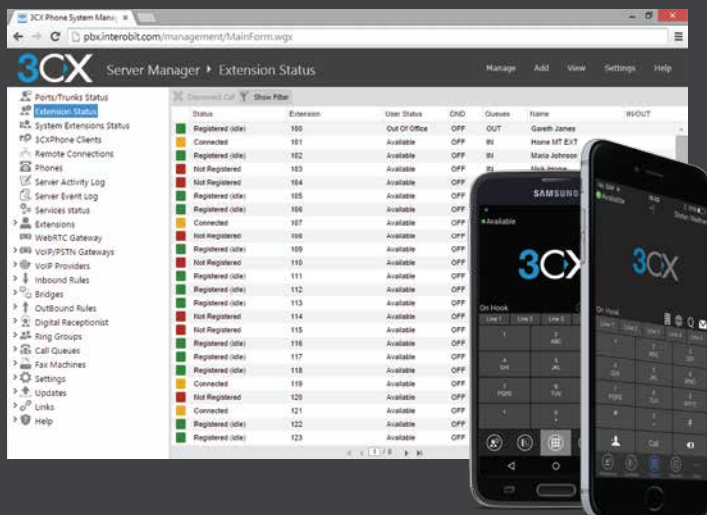 3CX Phone System Mana
pbx.interobit.com/management/MainForm.wgx
3CX Server Manager Extension Status Manage Add View Settings Help
Ports/Trunks Status
Extension Status
System Extensions Status
3CXPhone Clients
Remote Connections
Phones
Server Activity Log
Server Event Log
Services status
Extensions
WebRTC Gateway
VoIP/PSTN Gateways
VoIP Providers
Inbound Rules
Bridges
OutBound Rules
Digital Receptionist
Ring Groups
Call Queues
Fax Machines
Settings
Updates
Links
Help
Disconnect Call Show Filter
Status Extension User Status DND Queues Name IN/OUT
Registered (idle) 100 Out Of Office OFF OUT Gareth James
Connected 101 Available OFF IN Home MT EXT
Registered (idle) 102 Available OFF IN Maria Johnson
Not Registered 103 Available OFF IN
Not Registered 104 Available OFF
Registered (idle) 105 Available OFF
Registered (idle) 106 Available OFF
Connected 107 Available OFF
Not Registered 108 Available OFF
Registered (idle) 109 Available OFF
Not Registered 110 Available OFF
Registered (idle) 111 Available OFF
Registered (idle) 112 Available OFF
Registered (idle) 113 Available OFF
Not Registered 114 Available OFF
Not Registered 115 Available OFF
Registered (idle) 116 Available OFF
Registered (idle) 117 Available OFF
Registered (idle) 118 Available OFF
Connected 119 Available OFF
Not Registered 120 Available OFF
Connected 121 Available OFF
Registered (idle) 122 Available OFF
Registered (idle) 123 Available OFF
1 / 8
SAMSUNG
Available
3CX
On Hook
Line 1 Line 2 Line 3
Available
3CX
On Hook
Line 1 Line 2 Line 3 Line 4 Line 5
Call